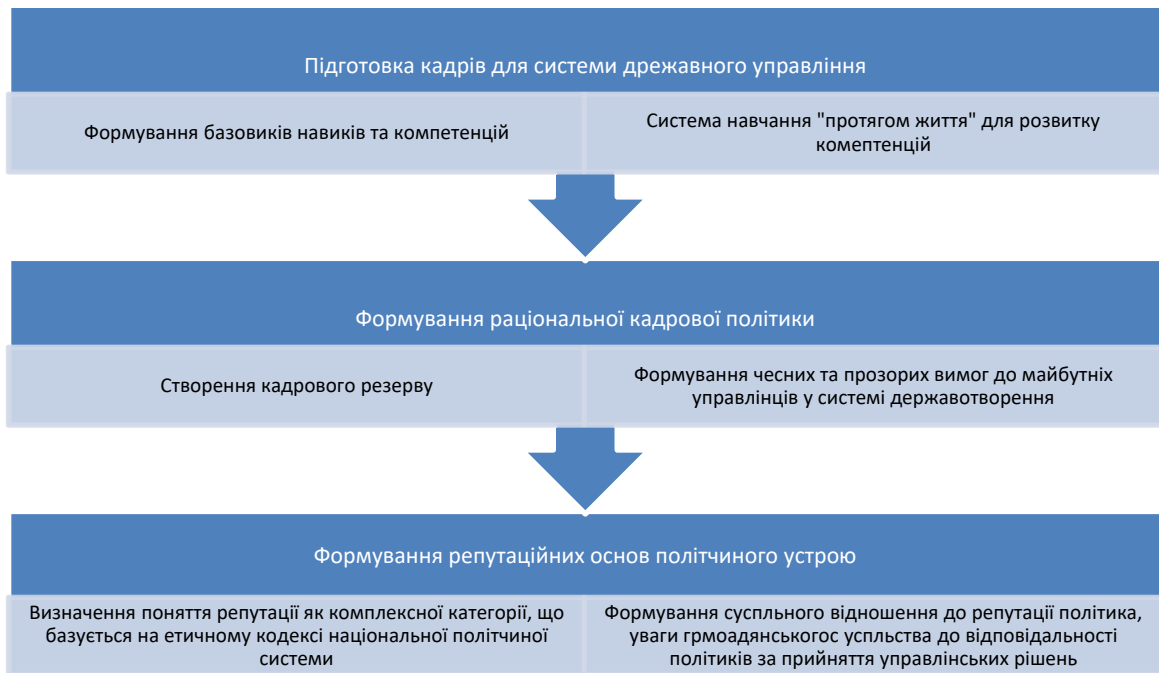 Підготовка кадрів для системи дрежавного управління
Формування базовиків навиків та компетенцій
Система навчання "протягом життя" для розвитку
комептенцій
Формування раціональної кадрової політики
Створення кадрового резерву
Формування чесних та прозорих вимог до майбутніх
управлінців у системі державотворення
Формування репутаційних основ політчиного устрою
Визначення поняття репутації як комплексної категорії, що
базується на етичному кодексі національної політчиної
системи
Формування суспльного відношення до репутації політика,
уваги грмоадянськогос успльства до відповідальності
політиків за прийняття управлінських рішень